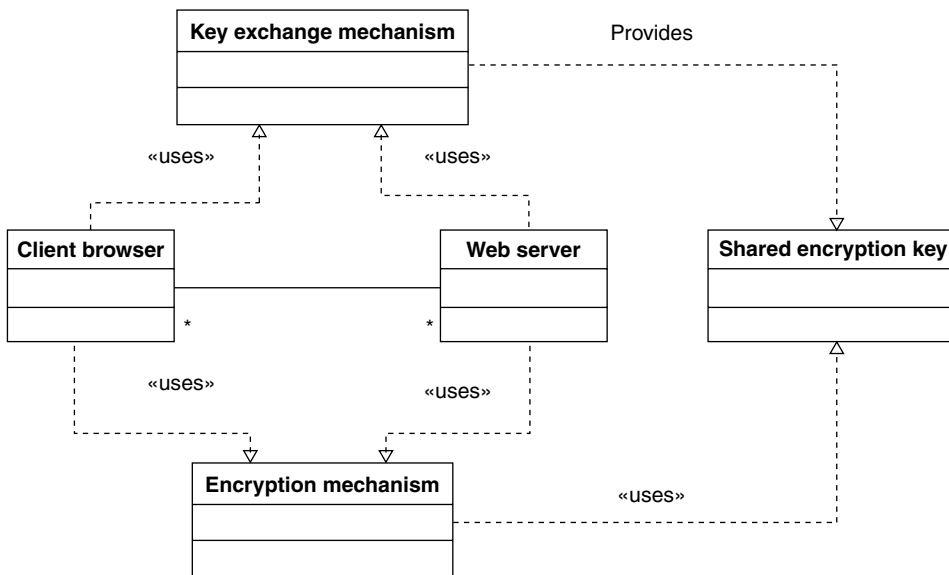 Key exchange mechanism
Provides
«uses»
«uses»
Client browser
Web server
Shared encryption key
*
*
«uses»
«uses»
Encryption mechanism
«uses»